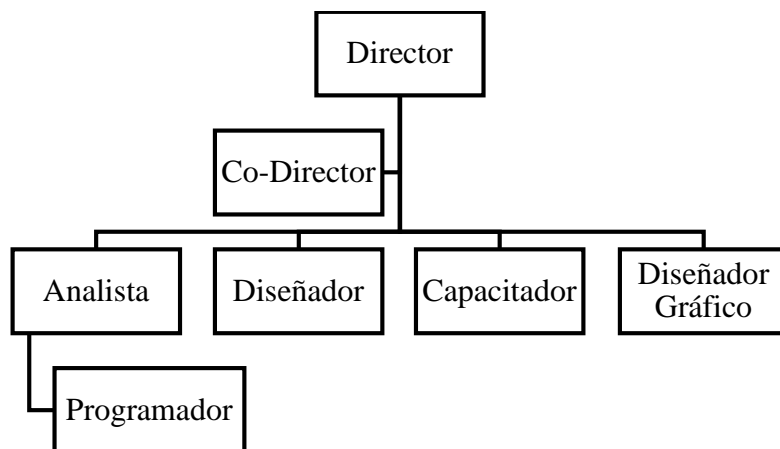 Director
Co-Director
Analista
Diseñador
Capacitador
Diseñador
Gráfico
Programador